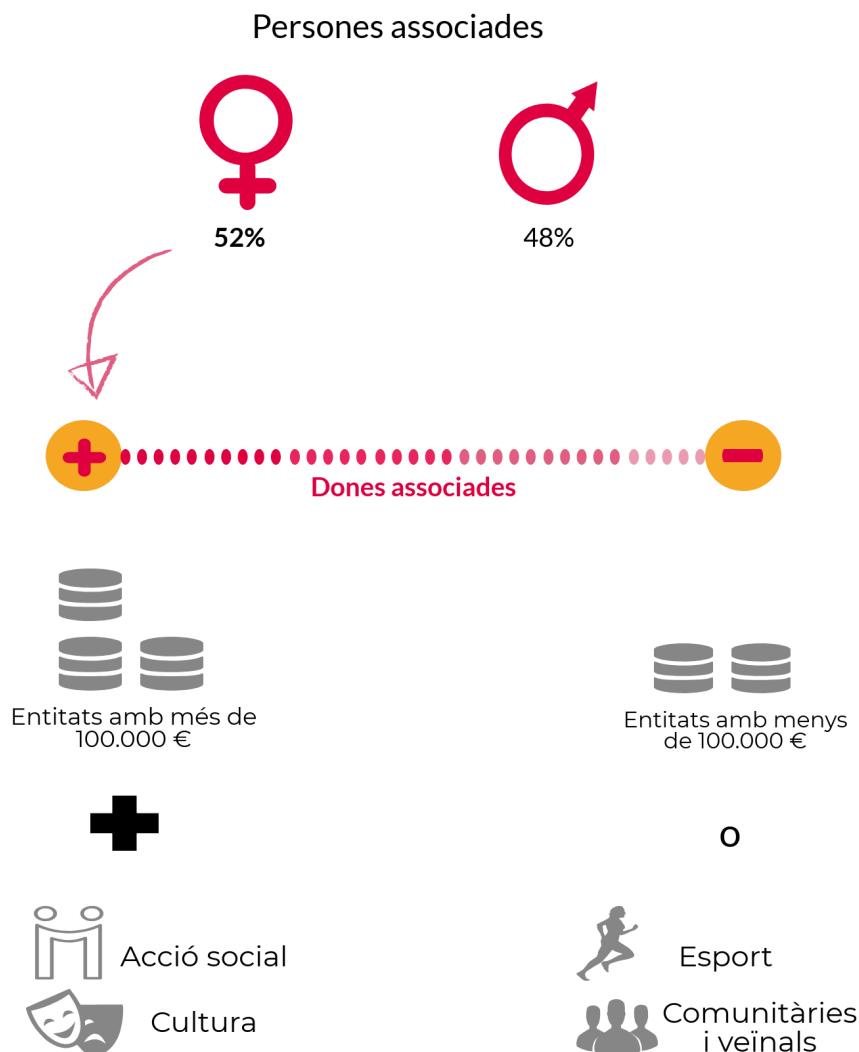 Persones associades
52%
48%
Dones associades
Entitats amb més de
100.000 €
Entitats amb menys
de 100.000 €
o
Acció social
Esport
Cultura
Comunitàries
i veïnals